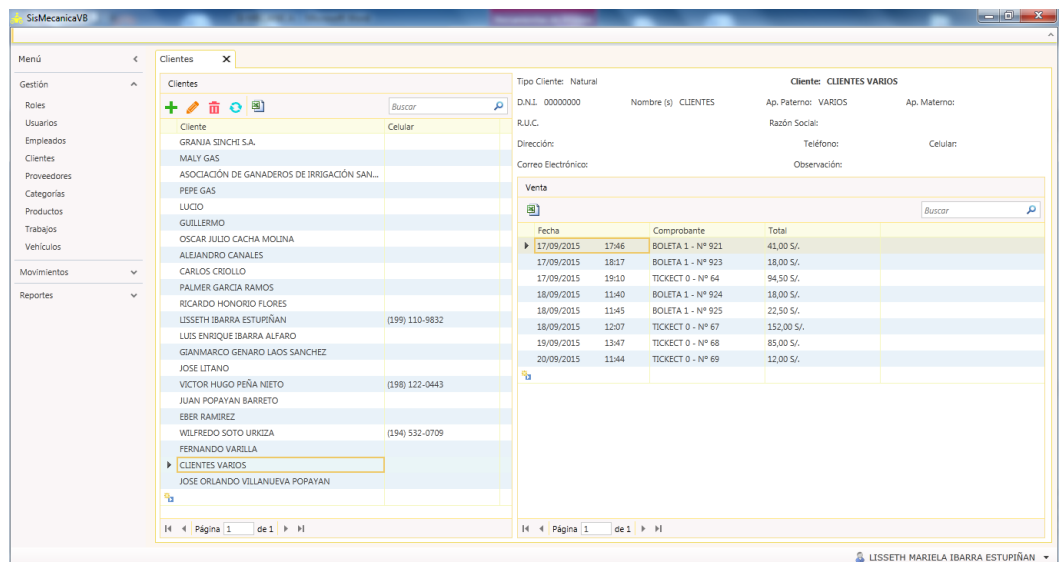 SisMecanicaVB
Menú
Gestión
Roles
Usuarios
Empleados
Clientes
Proveedores
Categorías
Productos
Trabajos
Vehículos
Movimientos
Reportes
Clientes X
Clientes
Buscar
Cliente Celular
GRANJA SINCHI S.A.
MALY GAS
ASOCIACIÓN DE GANADEROS DE IRRIGACIÓN SAN...
PEPE GAS
LUCIO
GUILLERMO
OSCAR JULIO CACHA MOLINA
ALEJANDRO CANALES
CARLOS CRIOLLO
PALMER GARCIA RAMOS
RICARDO HONORIO FLORES
LISSETH IBARRA ESTUPIÑAN (199) 110-9832
LUIS ENRIQUE IBARRA ALFARO
GIANMARCO GENARO LAOS SANCHEZ
JOSE LITANO
VICTOR HUGO PEÑA NIETO (198) 122-0443
JUAN POPAYAN BARRETO
EBER RAMIREZ
WILFREDO SOTO URKIZA (194) 532-0709
FERNANDO VARILLA
CLIENTES VARIOS
JOSE ORLANDO VILLANUEVA POPAYAN
Página 1 de 1
Tipo Cliente: Natural Cliente: CLIENTES VARIOS
D.N.I. 00000000 Nombre (s) CLIENTES Ap. Paterno: VARIOS Ap. Materno:
R.U.C. Razón Social:
Dirección: Teléfono: Celular:
Correo Electrónico: Observación:
Venta
Buscar
Fecha Comprobante Total
17/09/2015 17:46 BOLETA 1 - Nº 921 41,00 S/.
17/09/2015 18:17 BOLETA 1 - Nº 923 18,00 S/.
17/09/2015 19:10 TICKECT 0 - Nº 64 94,50 S/.
18/09/2015 11:40 BOLETA 1 - Nº 924 18,00 S/.
18/09/2015 11:45 BOLETA 1 - Nº 925 22,50 S/.
18/09/2015 12:07 TICKECT 0 - Nº 67 152,00 S/.
19/09/2015 13:47 TICKECT 0 - Nº 68 85,00 S/.
20/09/2015 11:44 TICKECT 0 - Nº 69 12,00 S/.
Página 1 de 1
LISSETH MARIELA IBARRA ESTUPIÑAN